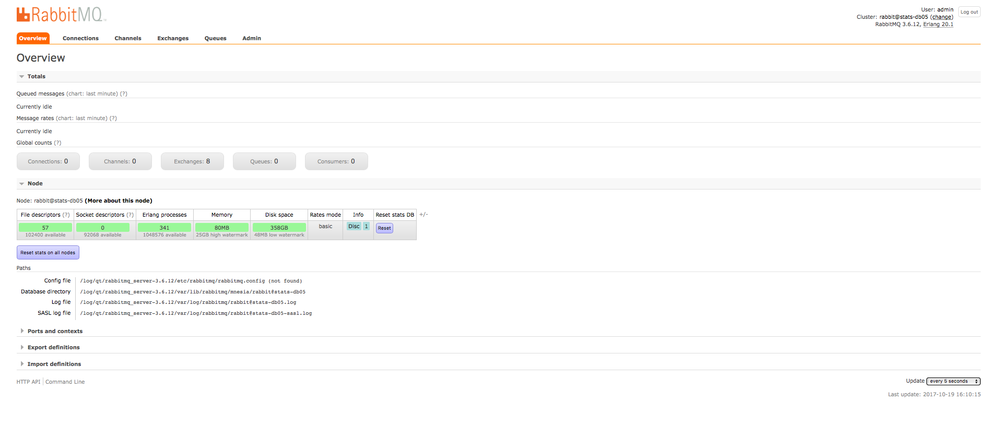 RabbitMQ™
User: admin
Log out
Cluster: rabbit@stats-db05 (change)
RabbitMQ 3.6.12, Erlang 20.1
Overview Connections Channels Exchanges Queues Admin
Overview
Totals
Queued messages (chart: last minute) (?)
Currently idle
Message rates (chart: last minute) (?)
Currently idle
Global counts (?)
Connections: 0 Channels: 0 Exchanges: 8 Queues: 0 Consumers: 0
Node
Node: rabbit@stats-db05 (More about this node)
File descriptors (?) Socket descriptors (?) Erlang processes Memory Disk space Rates mode Info Reset stats DB +/-
57 0 341 80MB 358GB basic Disc 1 Reset
102400 available 92068 available 1048576 available 25GB high watermark 48MB low watermark
Reset stats on all nodes
Paths
Config file /log/qt/rabbitmq_server-3.6.12/etc/rabbitmq/rabbitmq.config (not found)
Database directory /log/qt/rabbitmq_server-3.6.12/var/lib/rabbitmq/mnesia/rabbit@stats-db05
Log file /log/qt/rabbitmq_server-3.6.12/var/log/rabbitmq/rabbit@stats-db05.log
SASL log file /log/qt/rabbitmq_server-3.6.12/var/log/rabbitmq/rabbit@stats-db05-sasl.log
Ports and contexts
Export definitions
Import definitions
HTTP API Command Line
Update every 5 seconds
Last update: 2017-10-19 16:10:15